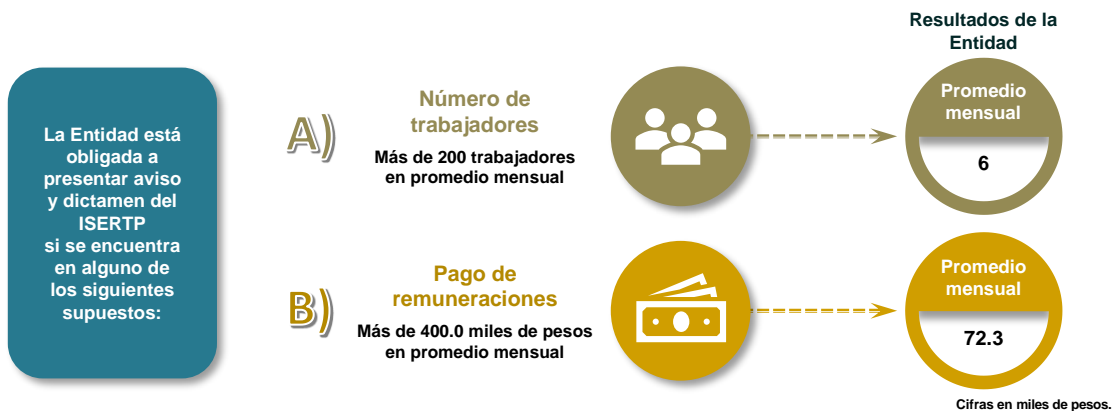 La Entidad está
obligada a
presentar aviso
y dictamen del
ISERTP
si se encuentra
en alguno de
los siguientes
supuestos:
A)
Número de
trabajadores
Más de 200 trabajadores
en promedio mensual
Resultados de la
Entidad
Promedio
mensual
6
B)
Pago de
remuneraciones
Más de 400.0 miles de pesos
en promedio mensual
Promedio
mensual
72.3
Cifras en miles de pesos.